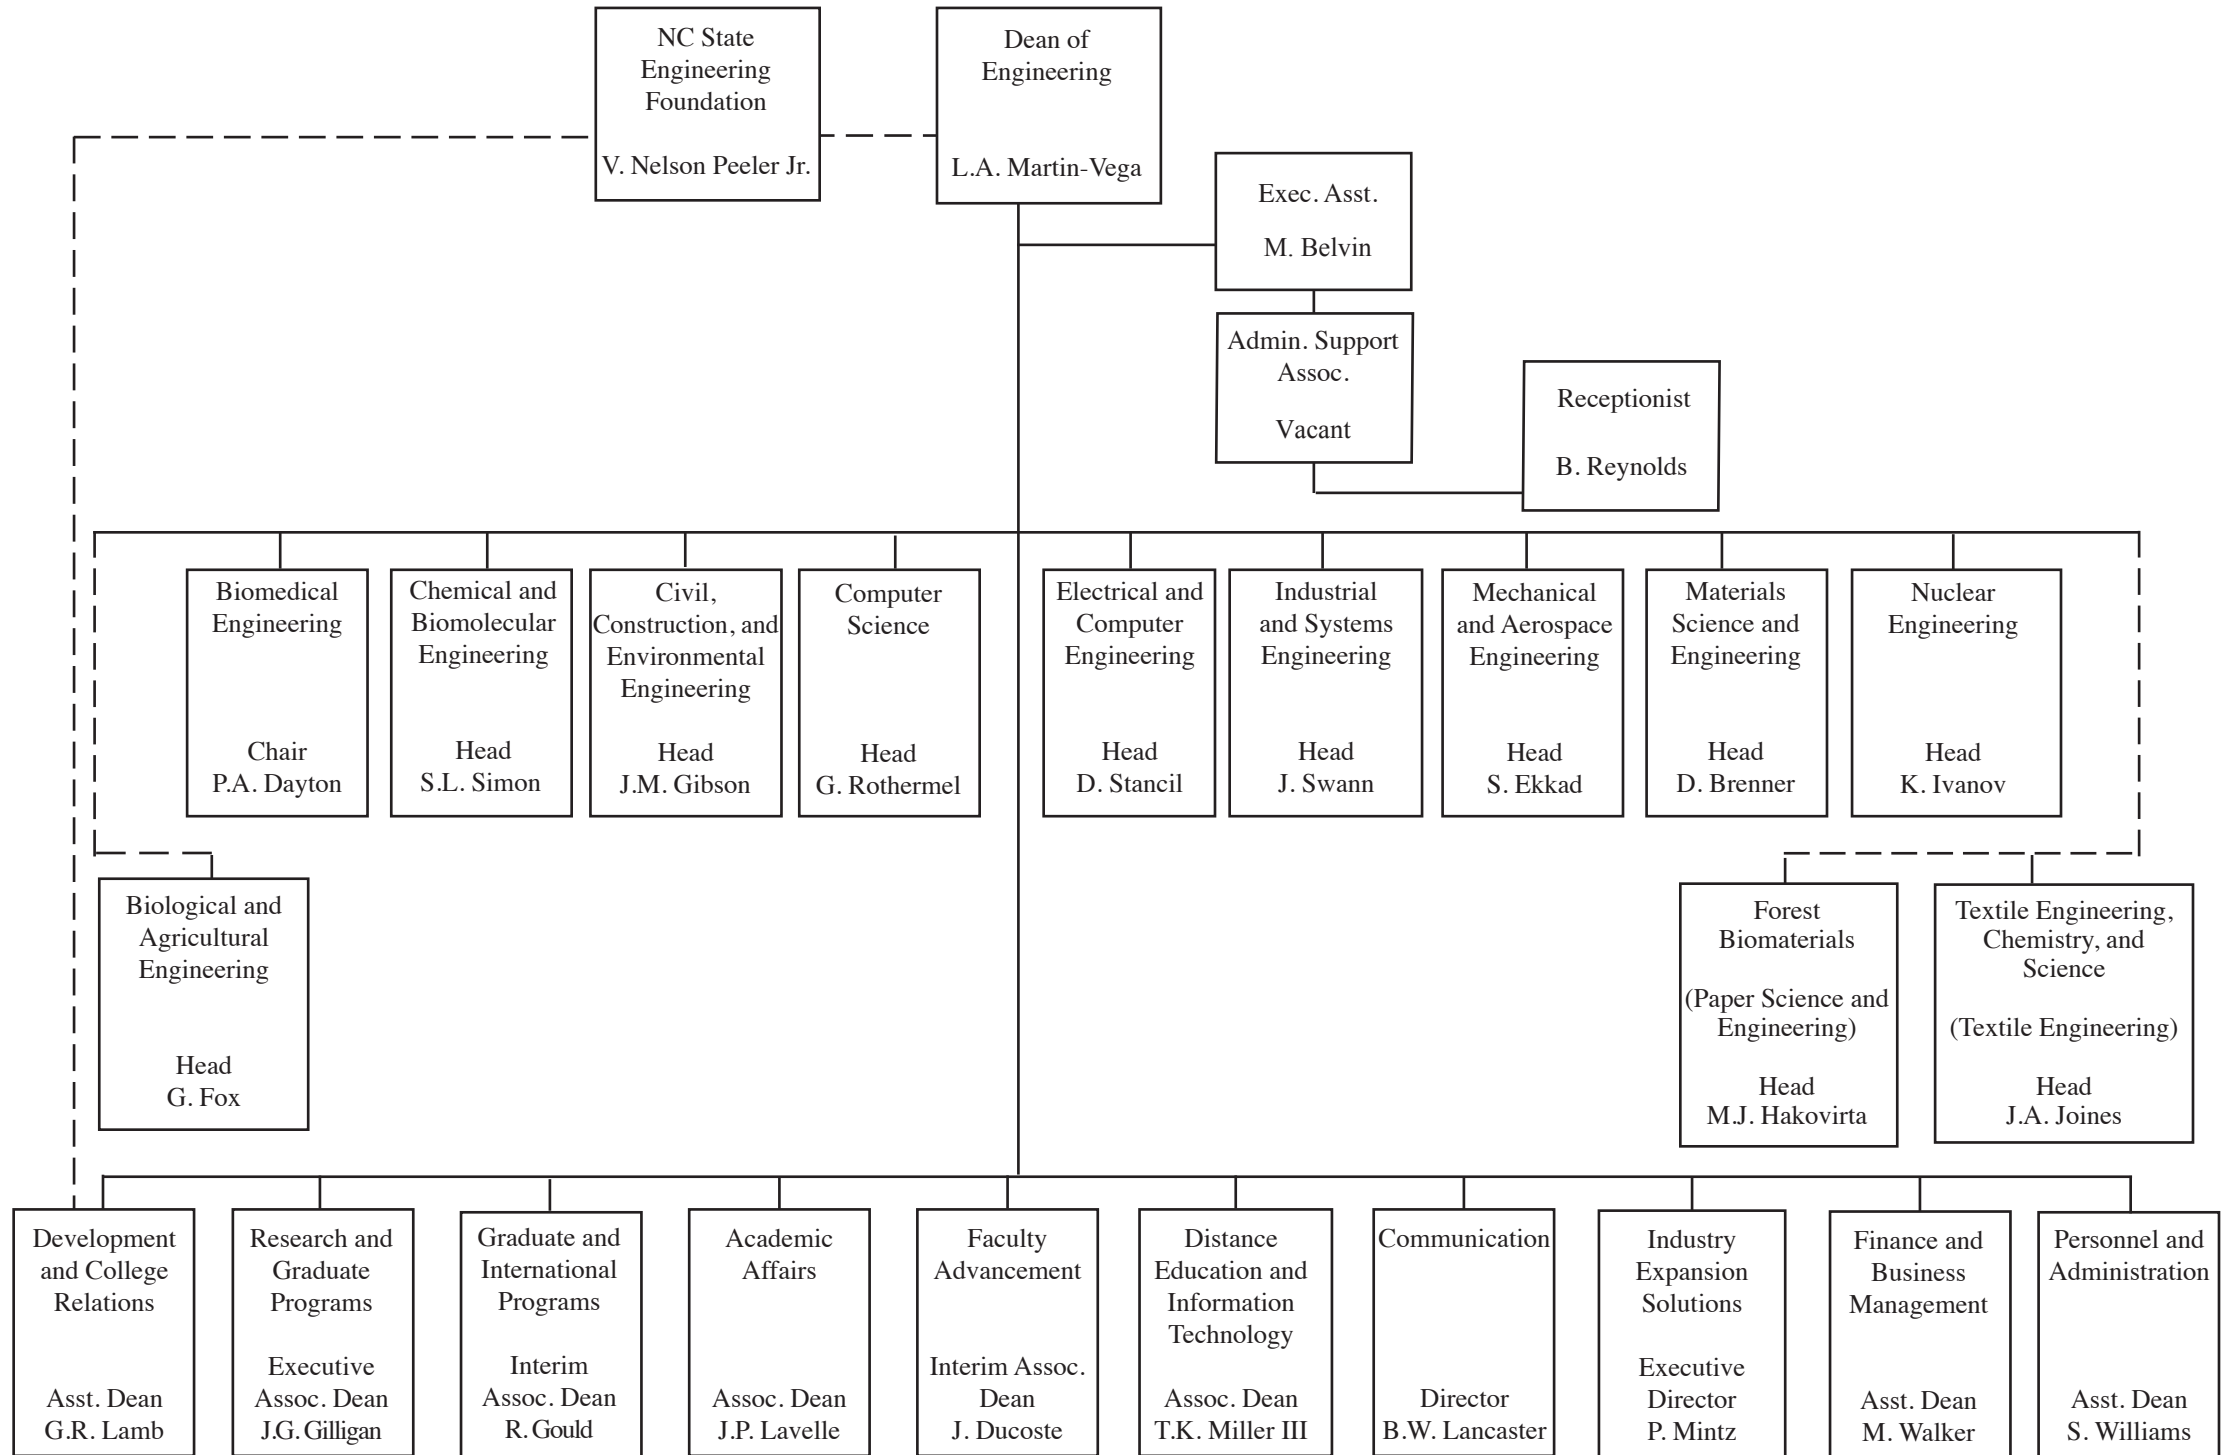 NC State
Engineering
Foundation
V. Nelson Peeler Jr.
Dean of
Engineering
L.A. Martin-Vega
Exec. Asst.
M. Belvin
Admin. Support
Assoc.
Vacant
Receptionist
B. Reynolds
Biomedical
Engineering
Chair
P.A. Dayton
Chemical and
Biomolecular
Engineering
Head
S.L. Simon
Civil,
Construction, and
Environmental
Engineering
Head
J.M. Gibson
Computer
Science
Head
G. Rothermel
Electrical and
Computer
Engineering
Head
D. Stancil
Industrial
and Systems
Engineering
Head
J. Swann
Mechanical
and Aerospace
Engineering
Head
S. Ekkad
Materials
Science and
Engineering
Head
D. Brenner
Nuclear
Engineering
Head
K. Ivanov
Biological and
Agricultural
Engineering
Head
G. Fox
Forest
Biomaterials
(Paper Science and
Engineering)
Head
M.J. Hakovirta
Textile Engineering,
Chemistry, and
Science
(Textile Engineering)
Head
J.A. Joines
Development
and College
Relations
Asst. Dean
G.R. Lamb
Research and
Graduate
Programs
Executive
Assoc. Dean
J.G. Gilligan
Graduate and
International
Programs
Interim
Assoc. Dean
R. Gould
Academic
Affairs
Assoc. Dean
J.P. Lavelle
Faculty
Advancement
Interim Assoc.
Dean
J. Ducoste
Distance
Education and
Information
Technology
Assoc. Dean
T.K. Miller III
Communication
Director
B.W. Lancaster
Industry
Expansion
Solutions
Executive
Director
P. Mintz
Finance and
Business
Management
Asst. Dean
M. Walker
Personnel and
Administration
Asst. Dean
S. Williams